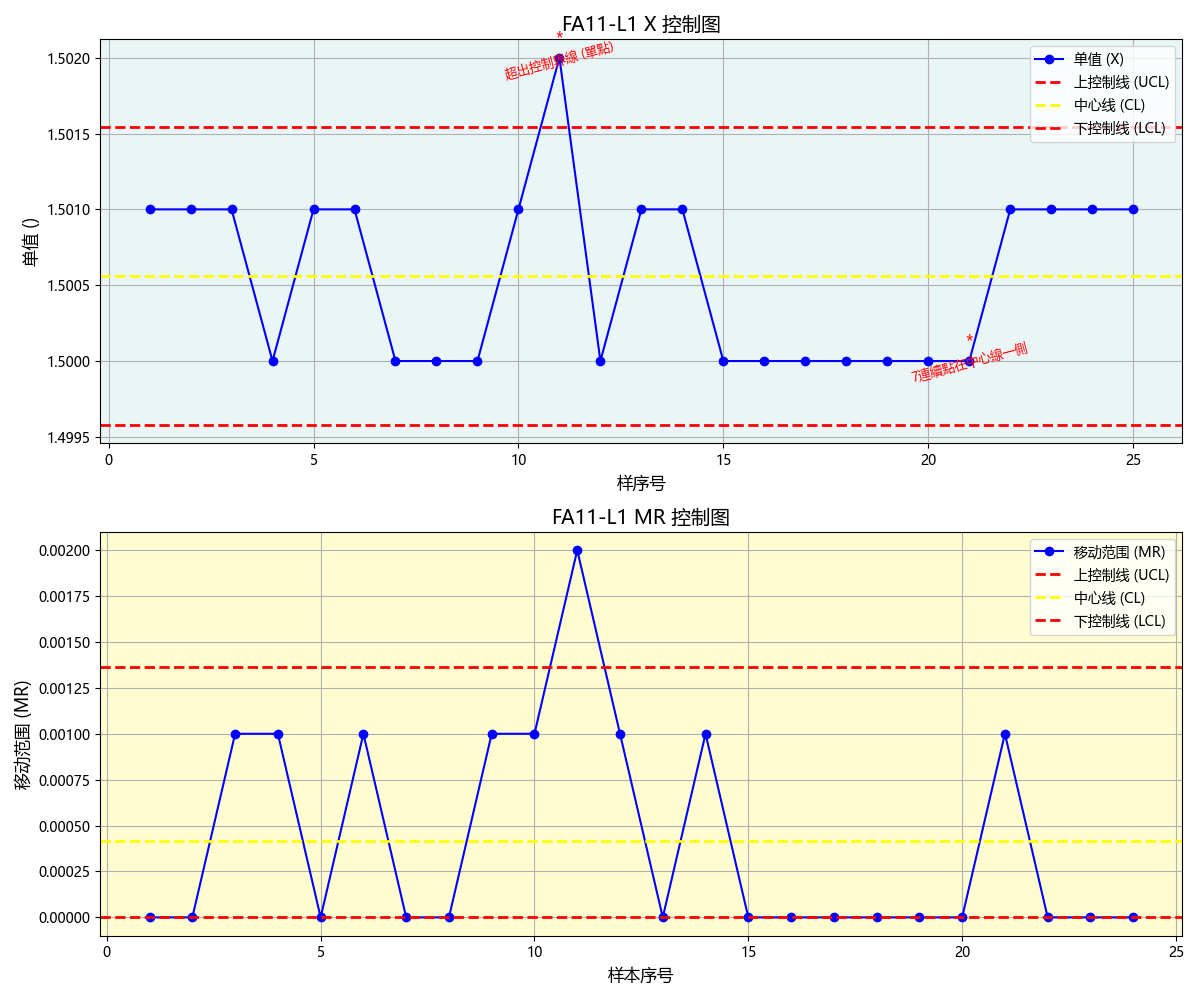 FA11-L1 X 控制图
*
超出控制界線 (單點)
单值 (X)
上控制线 (UCL)
中心线 (CL)
下控制线 (LCL)
1.5020
1.5015
1.5010
1.5005
1.5000
1.4995
单值 ()
*
7連續點在中心線一側
0
5
10
15
20
25
样序号
FA11-L1 MR 控制图
移动范围 (MR)
上控制线 (UCL)
中心线 (CL)
下控制线 (LCL)
0.00200
0.00175
0.00150
0.00125
0.00100
0.00075
0.00050
0.00025
0.00000
移动范围 (MR)
0
5
10
15
20
25
样本序号